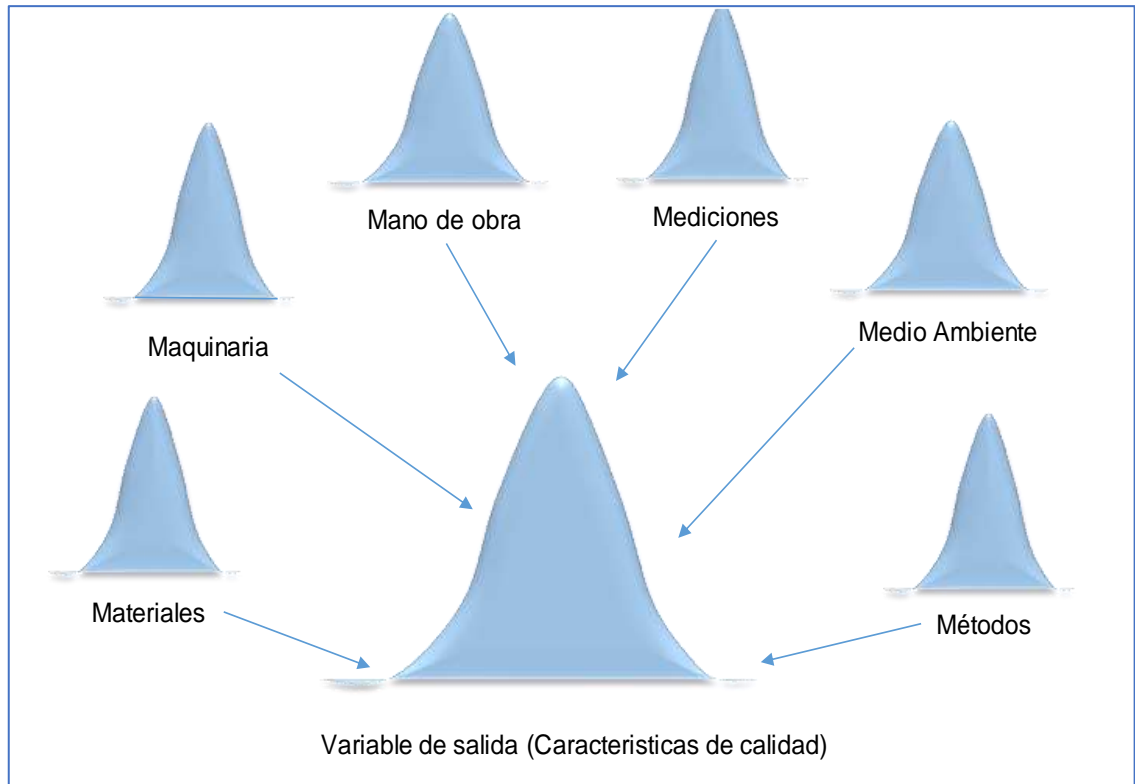 Mano de obra
Mediciones
Maquinaria
Medio Ambiente
Materiales
Métodos
Variable de salida (Caracteristicas de calidad)